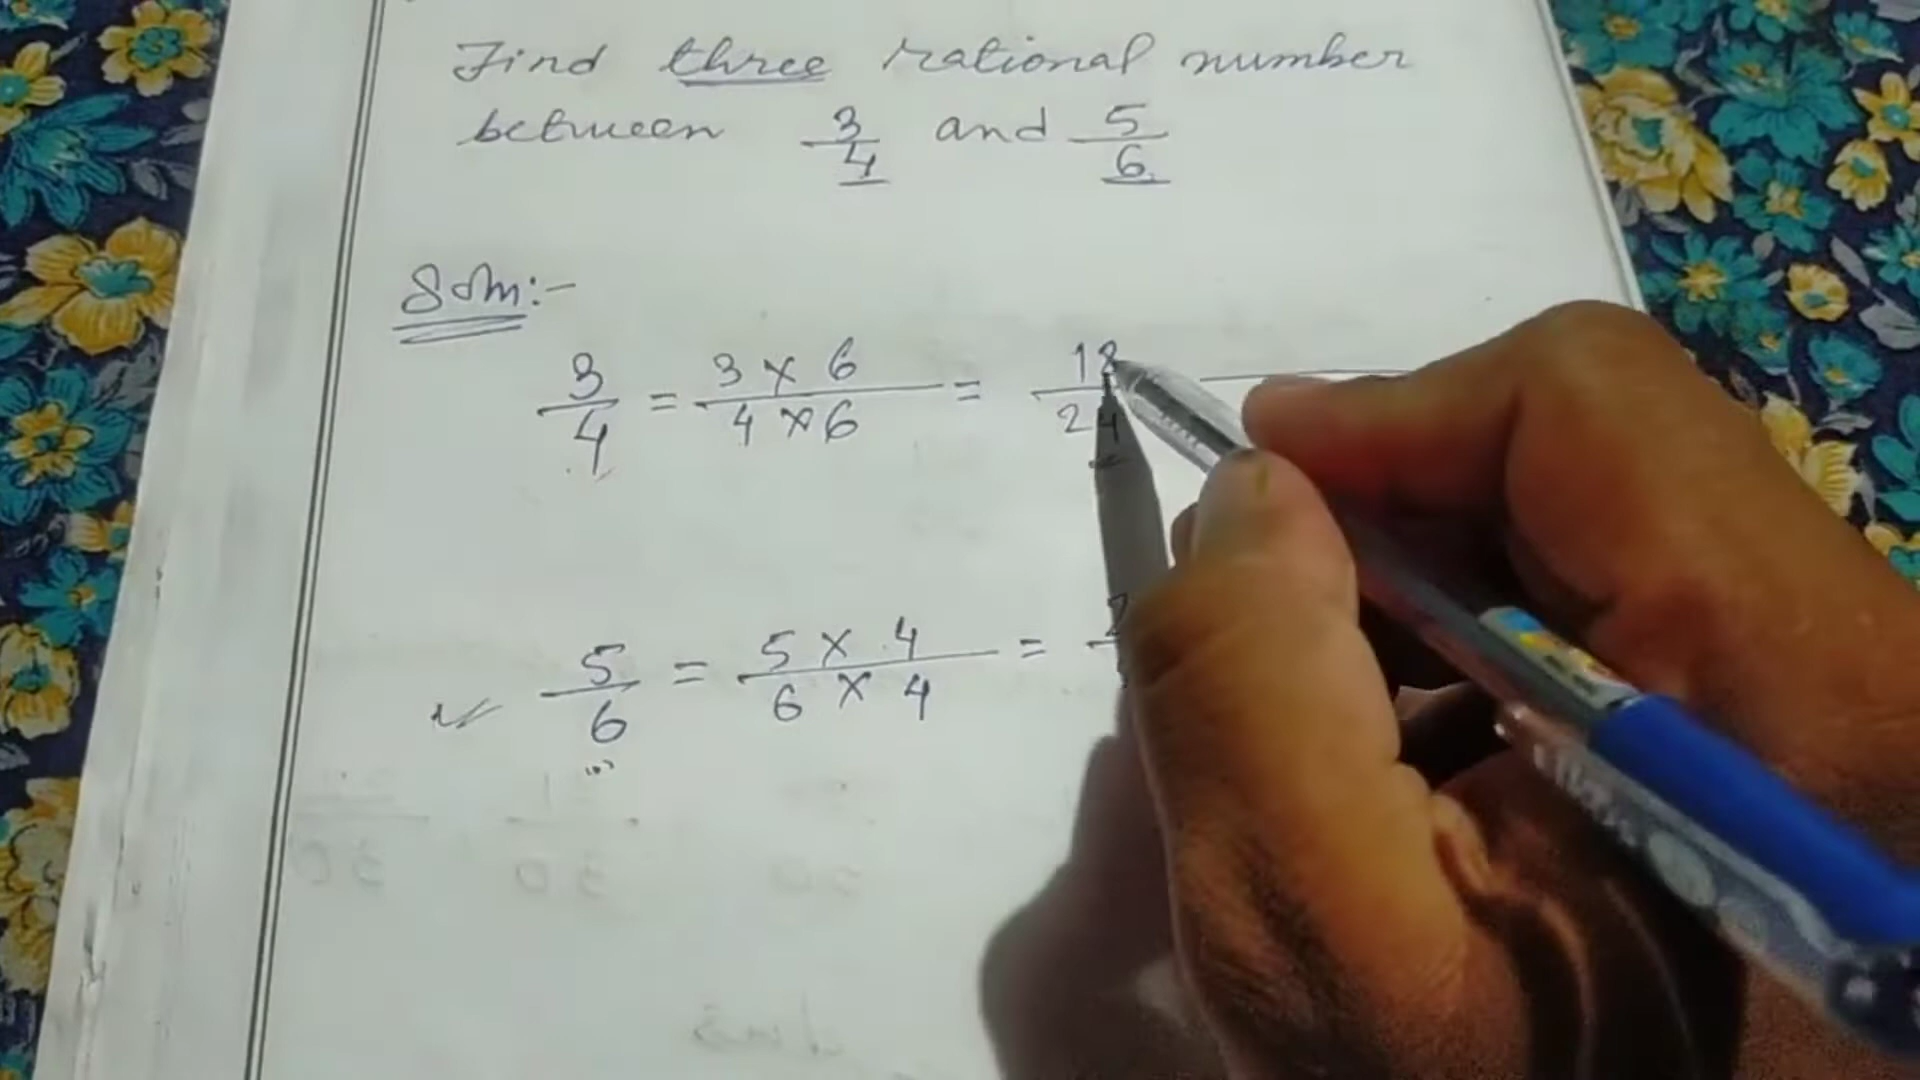 Find three rational number
between 3/4 and 5/6
Soln:-
3/4 = 3 × 6 / 4 × 6 = 18/24
5/6 = 5 × 4 / 6 × 4 = 2